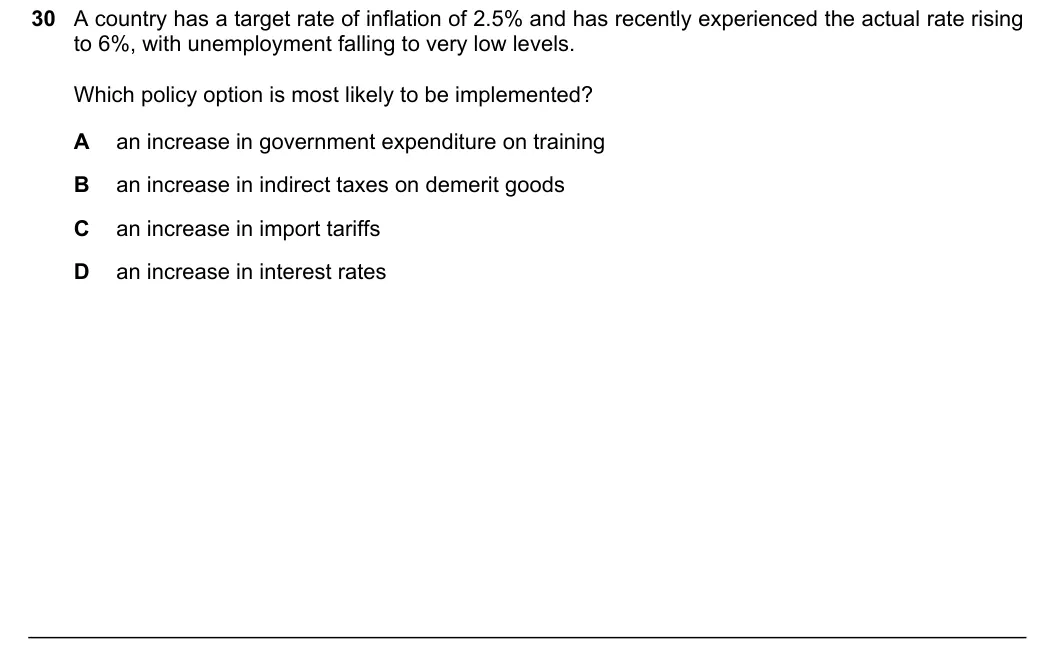 30 A country has a target rate of inflation of 2.5% and has recently experienced the actual rate rising
to 6%, with unemployment falling to very low levels.
Which policy option is most likely to be implemented?
A an increase in government expenditure on training
B an increase in indirect taxes on demerit goods
C an increase in import tariffs
D an increase in interest rates